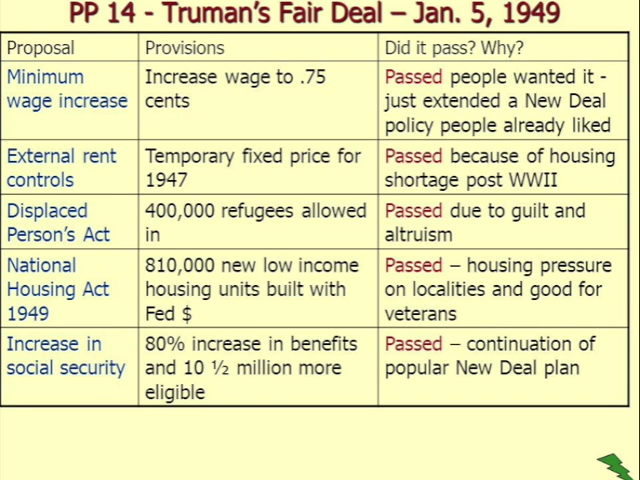 PP 14 - Truman's Fair Deal – Jan. 5, 1949
Proposal
Provisions
Did it pass? Why?
Minimum
wage increase
Increase wage to .75
cents
Passed people wanted it -
just extended a New Deal
policy people already liked
External rent
controls
Temporary fixed price for
1947
Passed because of housing
shortage post WWII
Displaced
Person's Act
400,000 refugees allowed
in
Passed due to guilt and
altruism
National
Housing Act
1949
810,000 new low income
housing units built with
Fed $
Passed – housing pressure
on localities and good for
veterans
Increase in
social security
80% increase in benefits
and 10 ½ million more
eligible
Passed – continuation of
popular New Deal plan